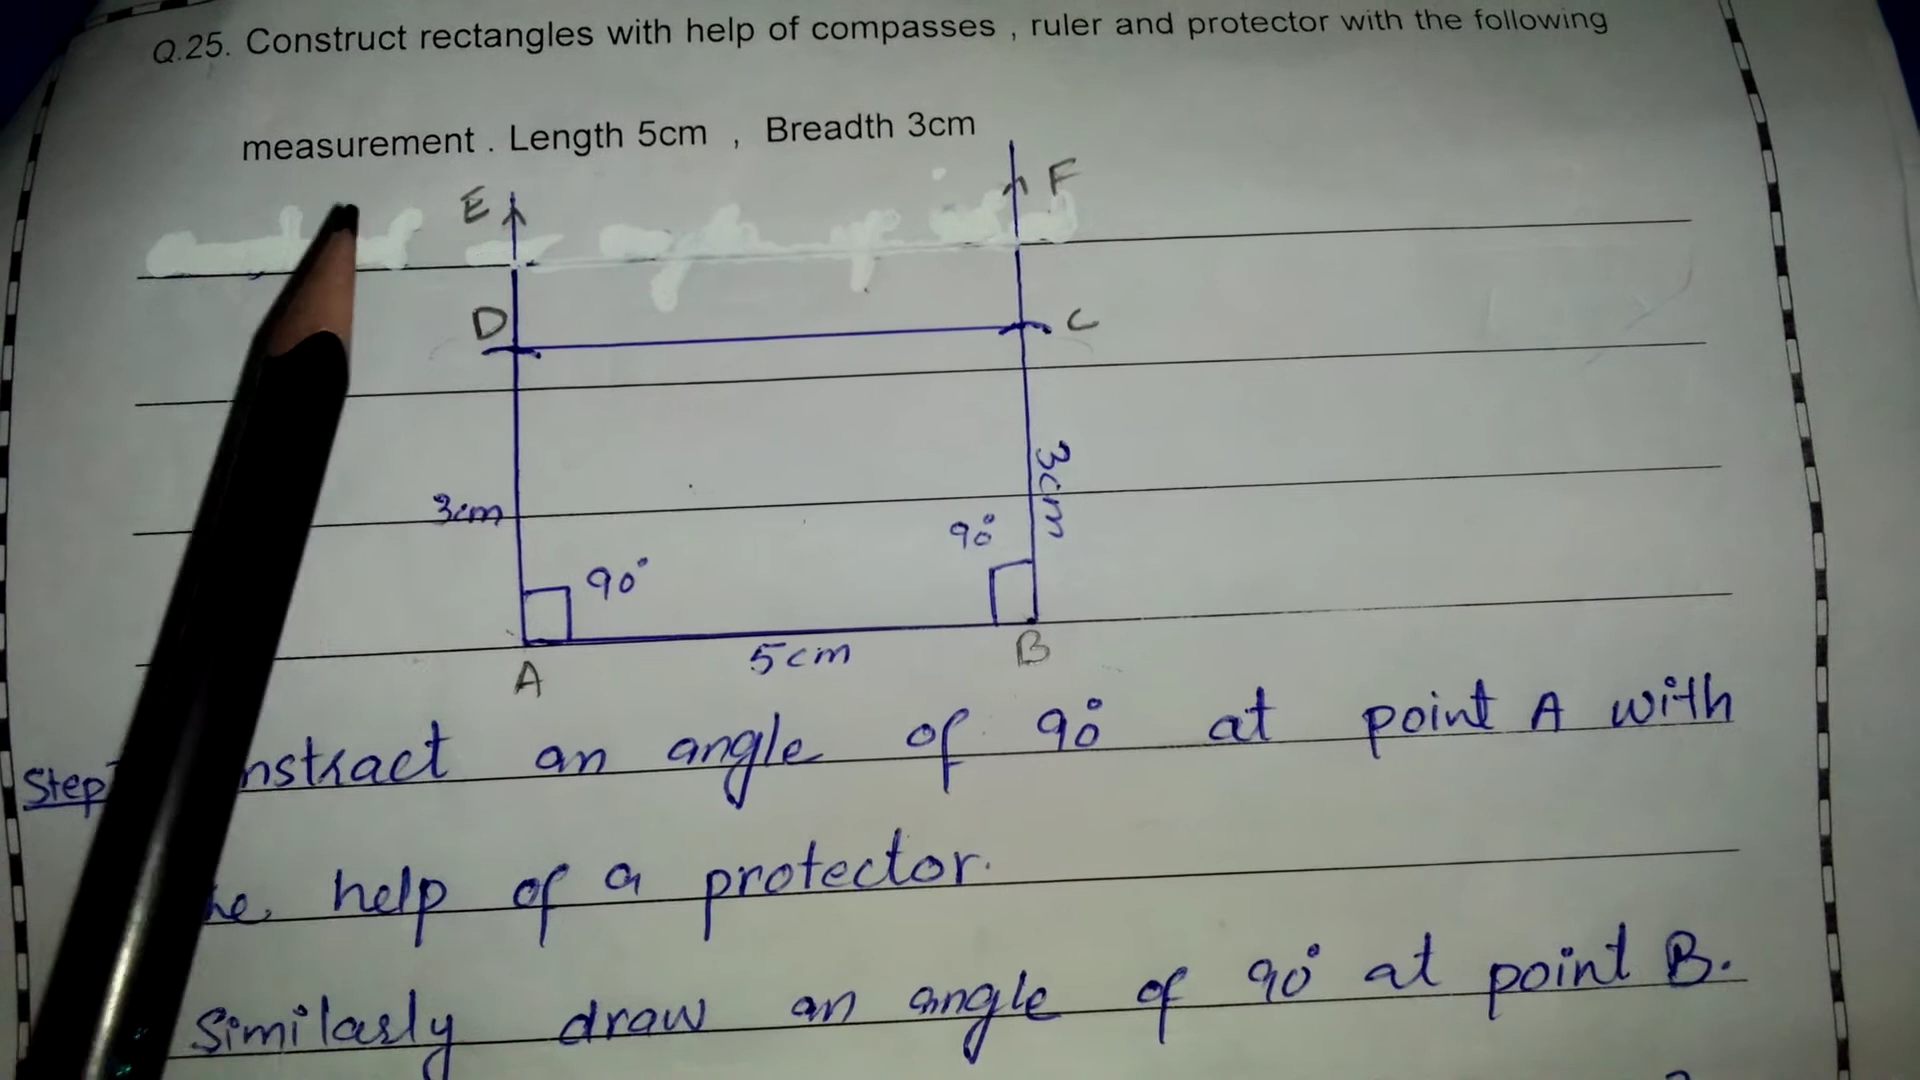 Q.25. Construct rectangles with help of compasses , ruler and protector with the following
measurement . Length 5cm , Breadth 3cm
E F
D C
3cm 3cm
90° 90°
5cm
A B
Step
an angle of 90° at point A with
help of a protector.
Similarly draw an angle of 90° at point B.